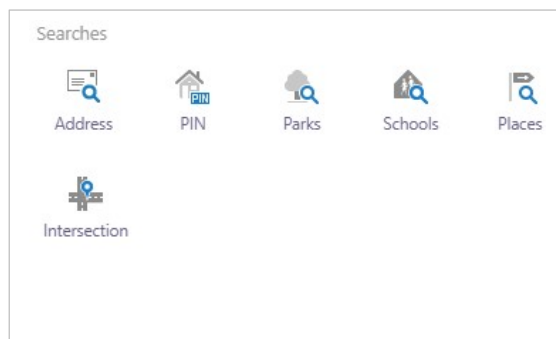 Searches
PIN
Address PIN Parks Schools Places
Intersection